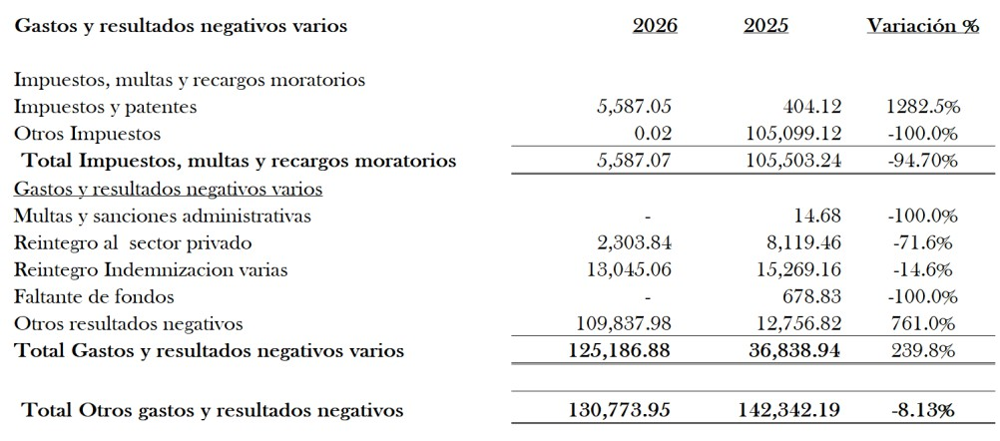 Gastos y resultados negativos varios 2026 2025 Variación %
Impuestos, multas y recargos moratorios
Impuestos y patentes 5,587.05 404.12 1282.5%
Otros Impuestos 0.02 105,099.12 -100.0%
Total Impuestos, multas y recargos moratorios 5,587.07 105,503.24 -94.70%
Gastos y resultados negativos varios
Multas y sanciones administrativas - 14.68 -100.0%
Reintegro al sector privado 2,303.84 8,119.46 -71.6%
Reintegro Indemnizacion varias 13,045.06 15,269.16 -14.6%
Faltante de fondos - 678.83 -100.0%
Otros resultados negativos 109,837.98 12,756.82 761.0%
Total Gastos y resultados negativos varios 125,186.88 36,838.94 239.8%
Total Otros gastos y resultados negativos 130,773.95 142,342.19 -8.13%